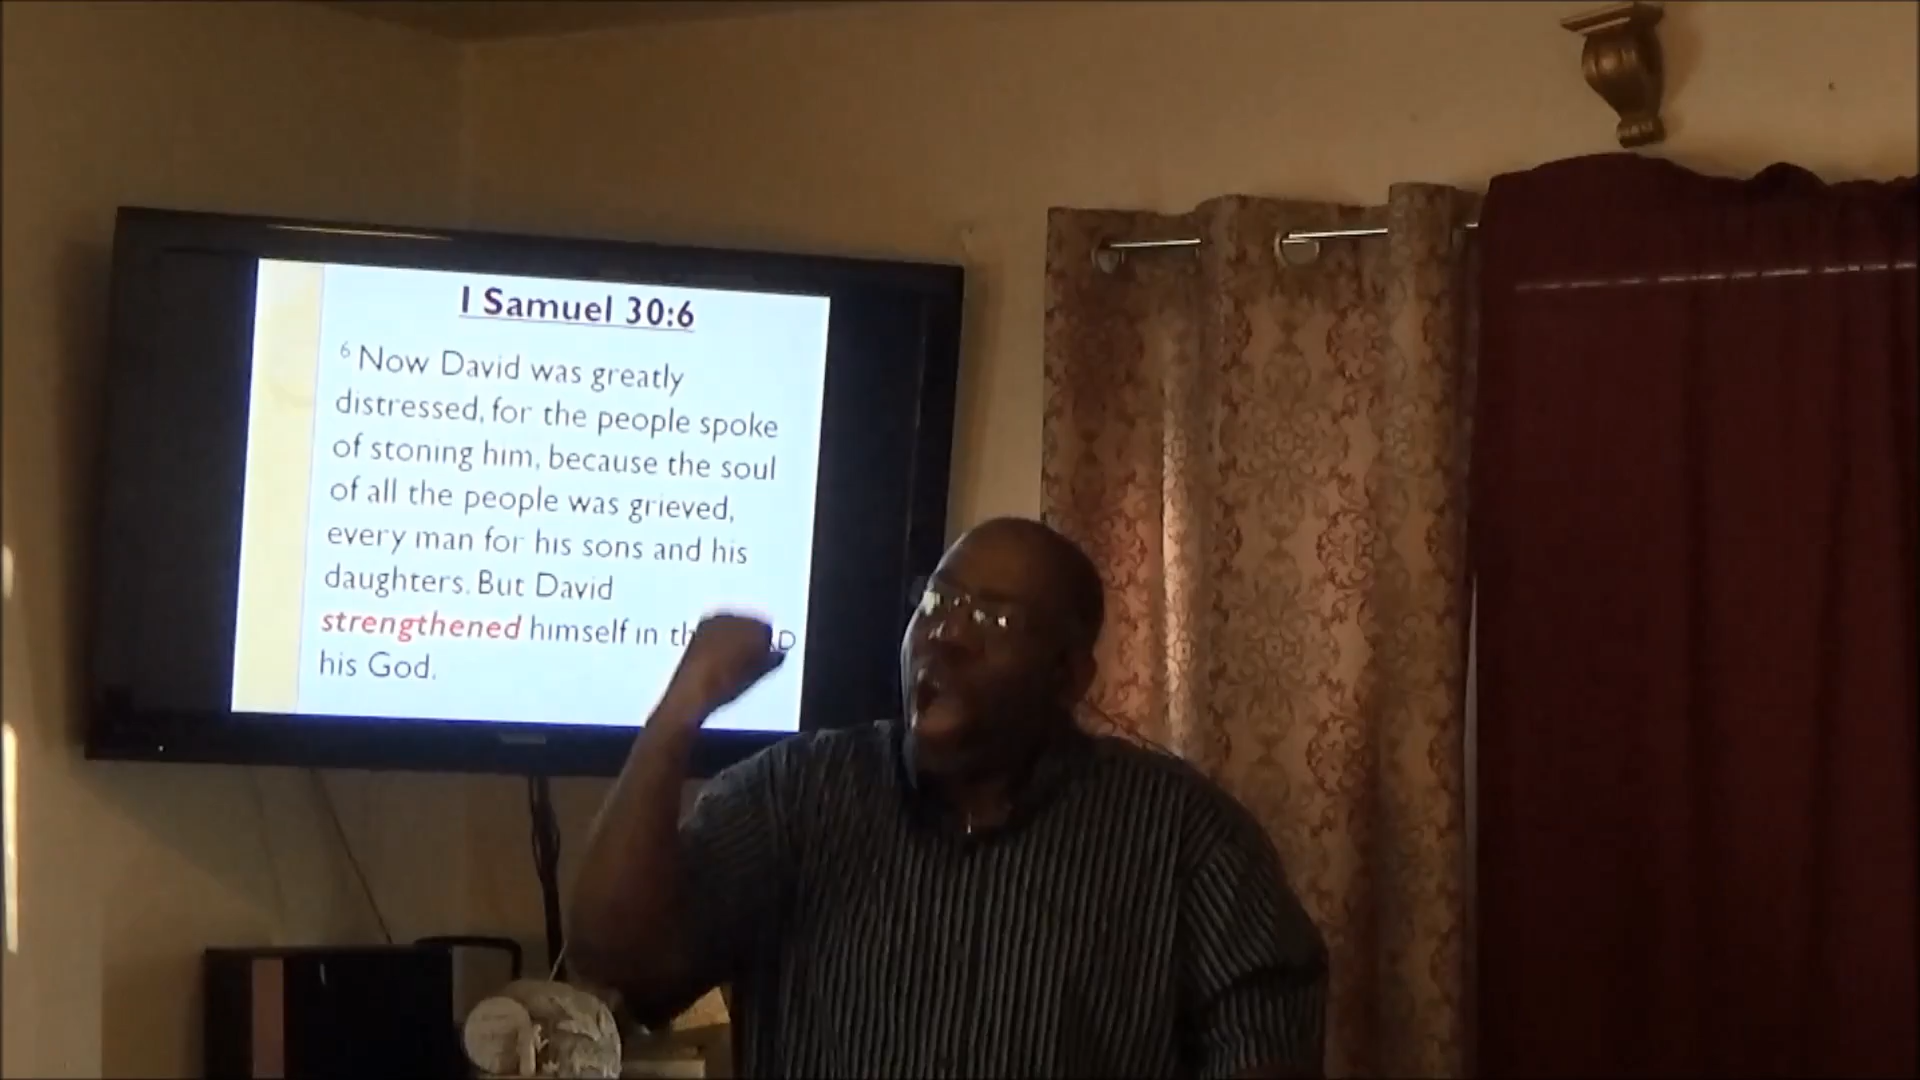 I Samuel 30:6
6 Now David was greatly
distressed, for the people spoke
of stoning him, because the soul
of all the people was grieved,
every man for his sons and his
daughters. But David
strengthened himself in
his God.